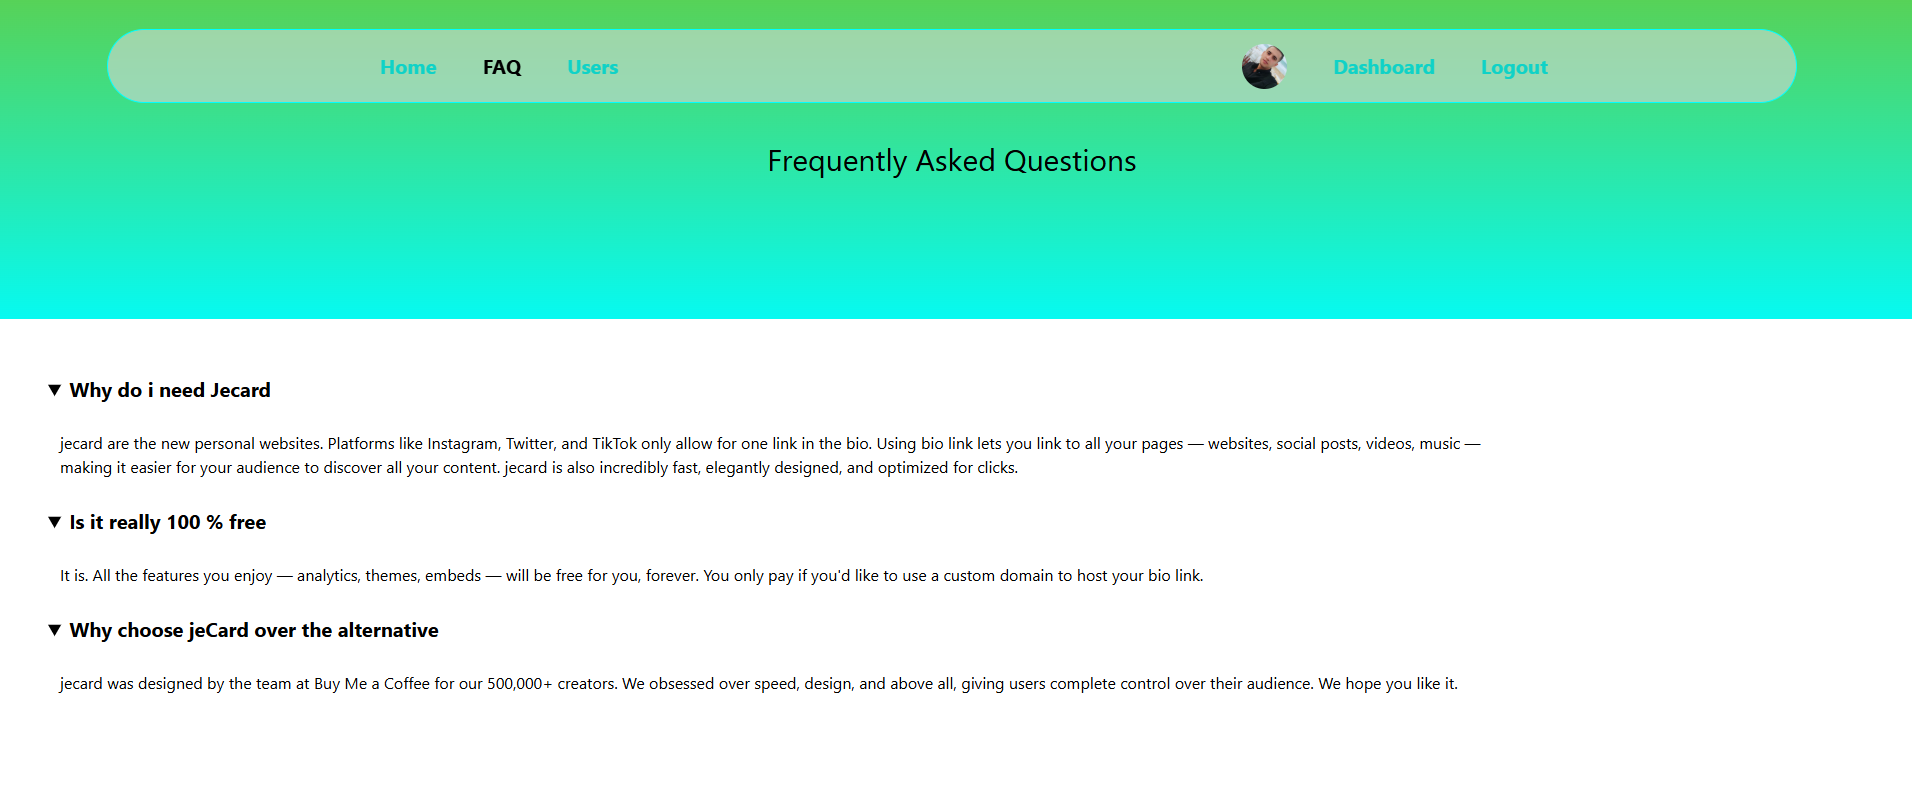 Home FAQ Users Dashboard Logout
Frequently Asked Questions
Why do i need Jecard
jecard are the new personal websites. Platforms like Instagram, Twitter, and TikTok only allow for one link in the bio. Using bio link lets you link to all your pages — websites, social posts, videos, music —
making it easier for your audience to discover all your content. jecard is also incredibly fast, elegantly designed, and optimized for clicks.
Is it really 100 % free
It is. All the features you enjoy — analytics, themes, embeds — will be free for you, forever. You only pay if you'd like to use a custom domain to host your bio link.
Why choose jeCard over the alternative
jecard was designed by the team at Buy Me a Coffee for our 500,000+ creators. We obsessed over speed, design, and above all, giving users complete control over their audience. We hope you like it.